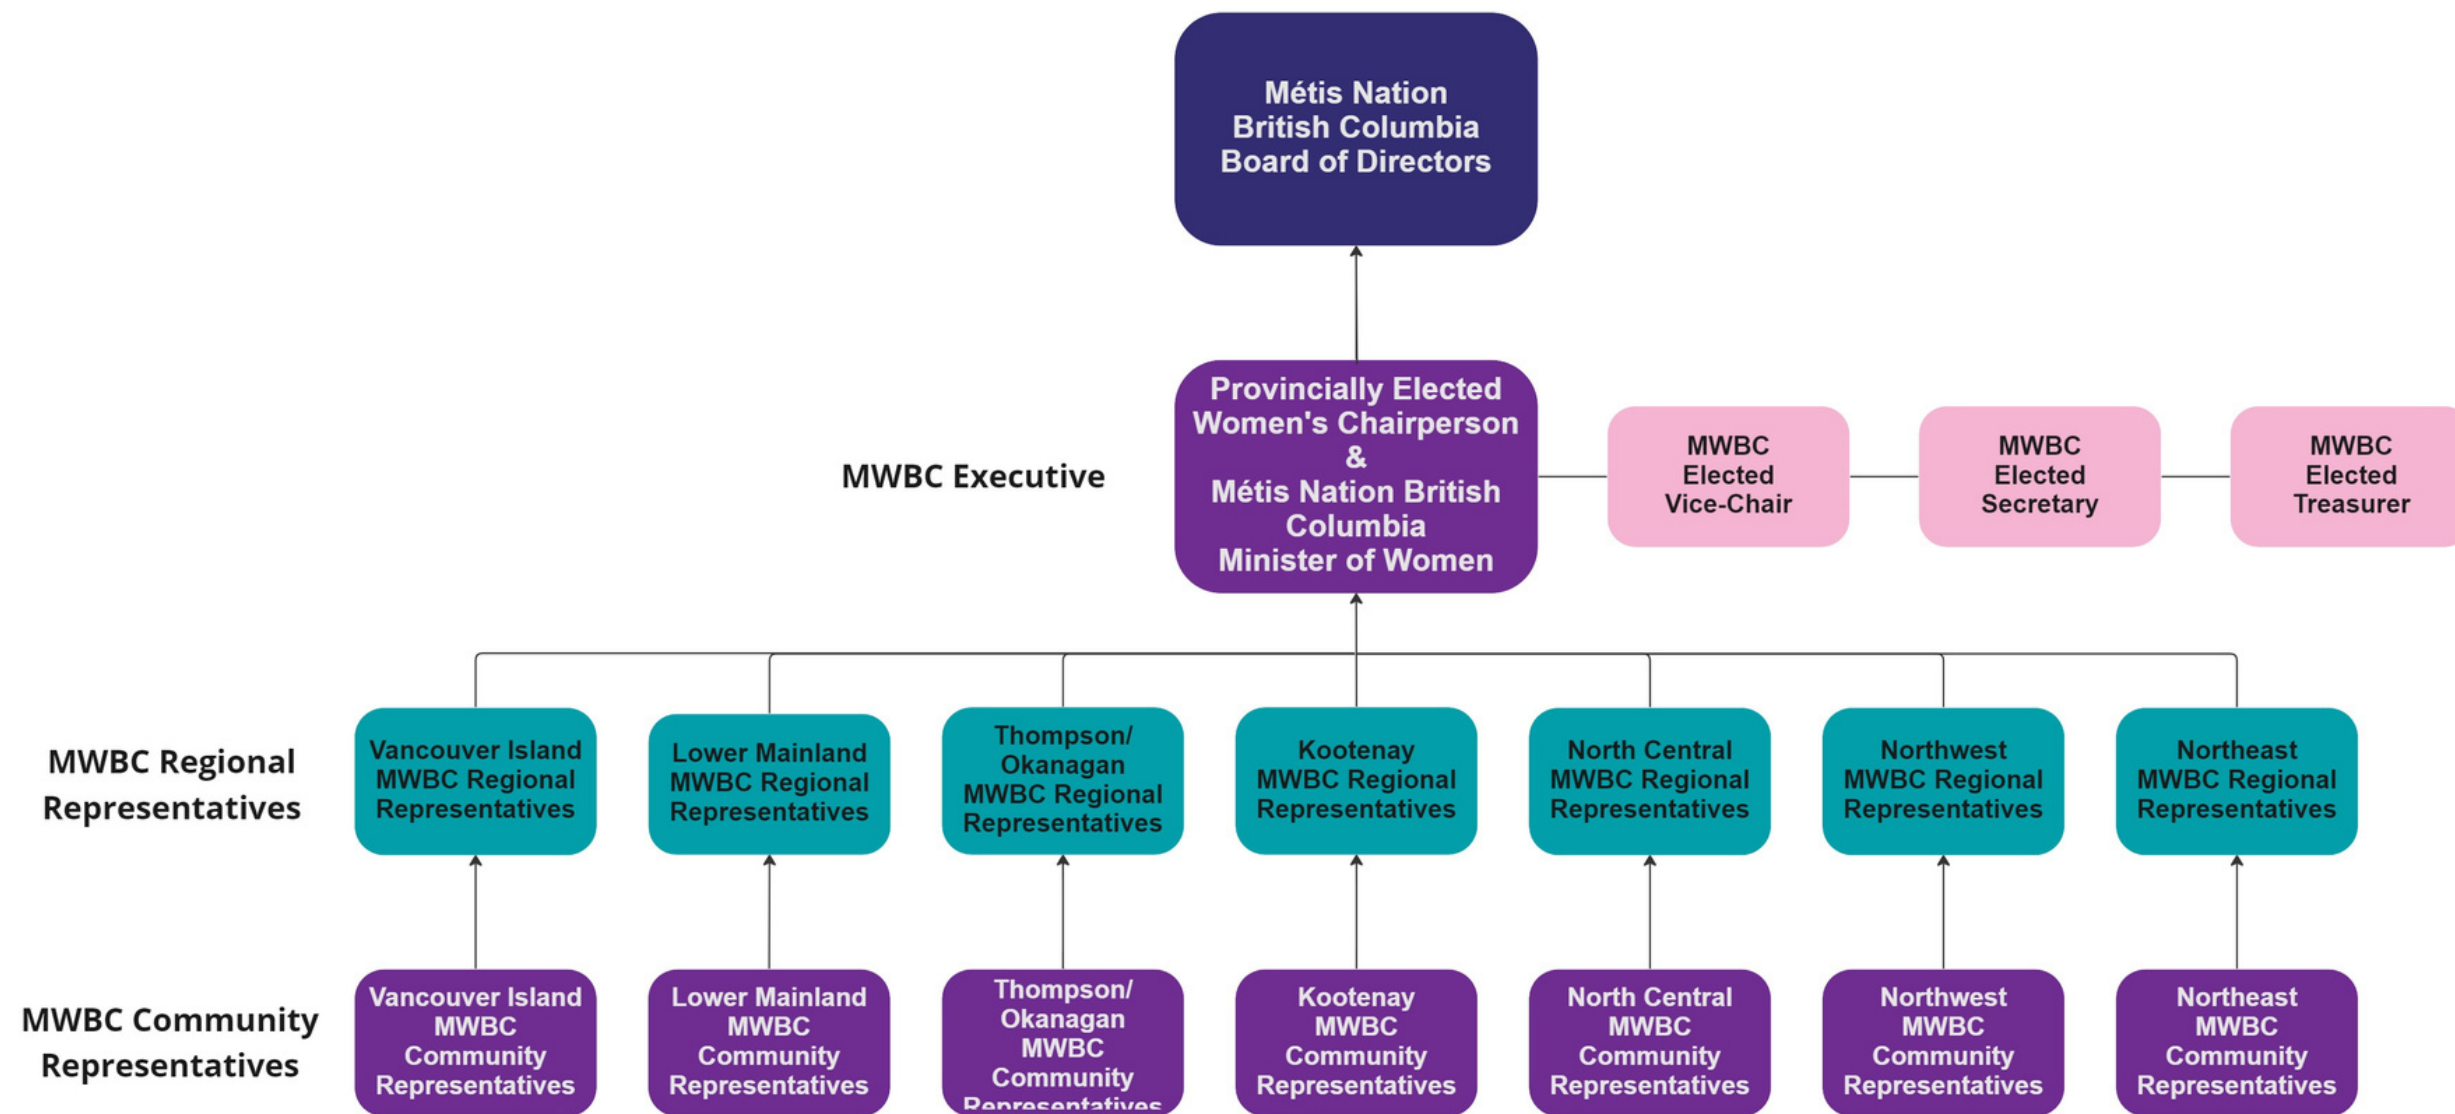 Métis Nation
British Columbia
Board of Directors
MWBC Executive
Provincially Elected
Women's Chairperson
&
Métis Nation British
Columbia
Minister of Women
MWBC
Elected
Vice-Chair
MWBC
Elected
Secretary
MWBC
Elected
Treasurer
MWBC Regional
Representatives
Vancouver Island
MWBC Regional
Representatives
Lower Mainland
MWBC Regional
Representatives
Thompson/
Okanagan
MWBC Regional
Representatives
Kootenay
MWBC Regional
Representatives
North Central
MWBC Regional
Representatives
Northwest
MWBC Regional
Representatives
Northeast
MWBC Regional
Representatives
MWBC Community
Representatives
Vancouver Island
MWBC
Community
Representatives
Lower Mainland
MWBC
Community
Representatives
Thompson/
Okanagan
MWBC
Community
Representatives
Kootenay
MWBC
Community
Representatives
North Central
MWBC
Community
Representatives
Northwest
MWBC
Community
Representatives
Northeast
MWBC
Community
Representatives